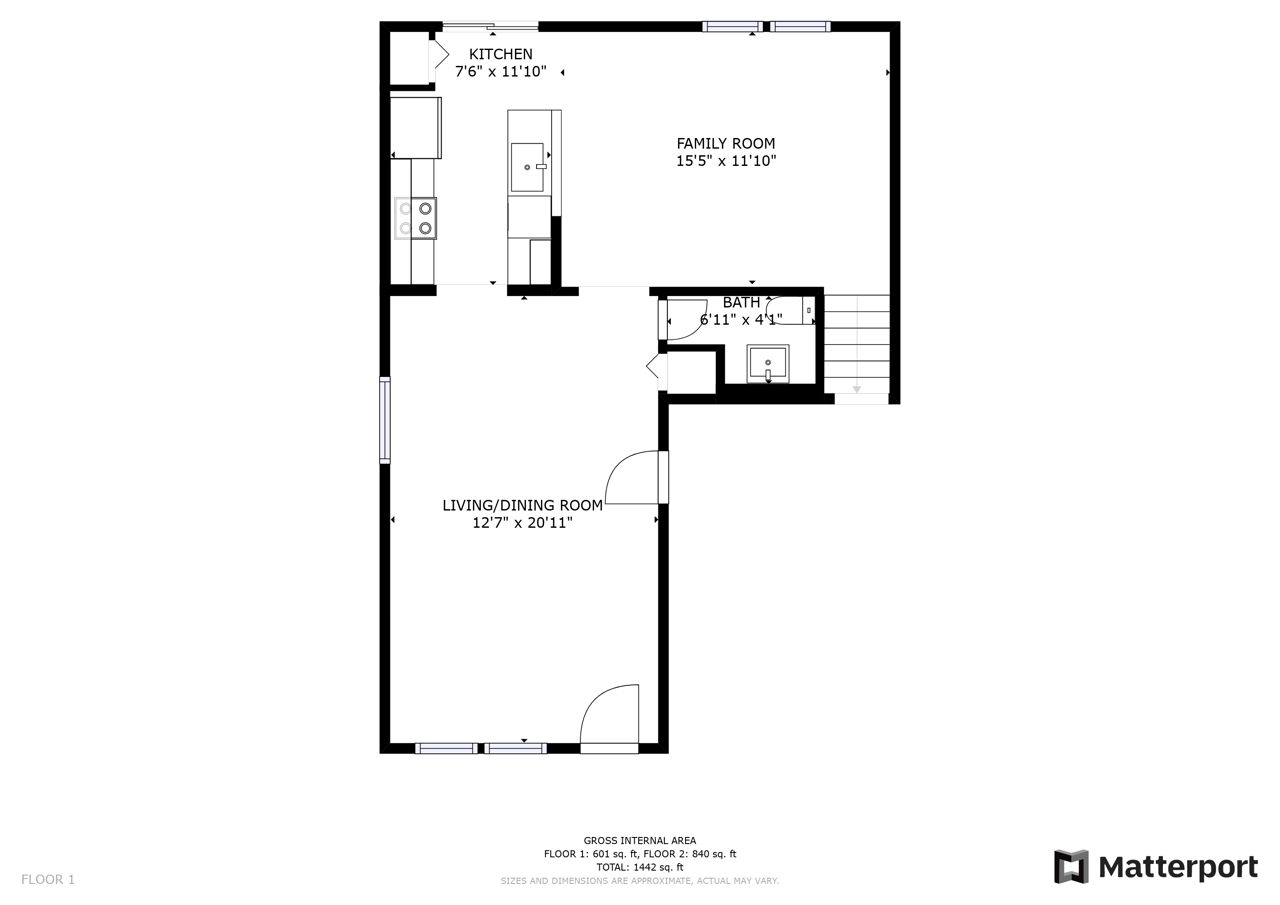 KITCHEN
7'6" x 11'10"
FAMILY ROOM
15'5" x 11'10"
BATH
6'11" x 4'1"
LIVING/DINING ROOM
12'7" x 20'11"
GROSS INTERNAL AREA
FLOOR 1: 601 sq. ft, FLOOR 2: 840 sq. ft
TOTAL: 1442 sq. ft
SIZES AND DIMENSIONS ARE APPROXIMATE, ACTUAL MAY VARY.
FLOOR 1
Matterport